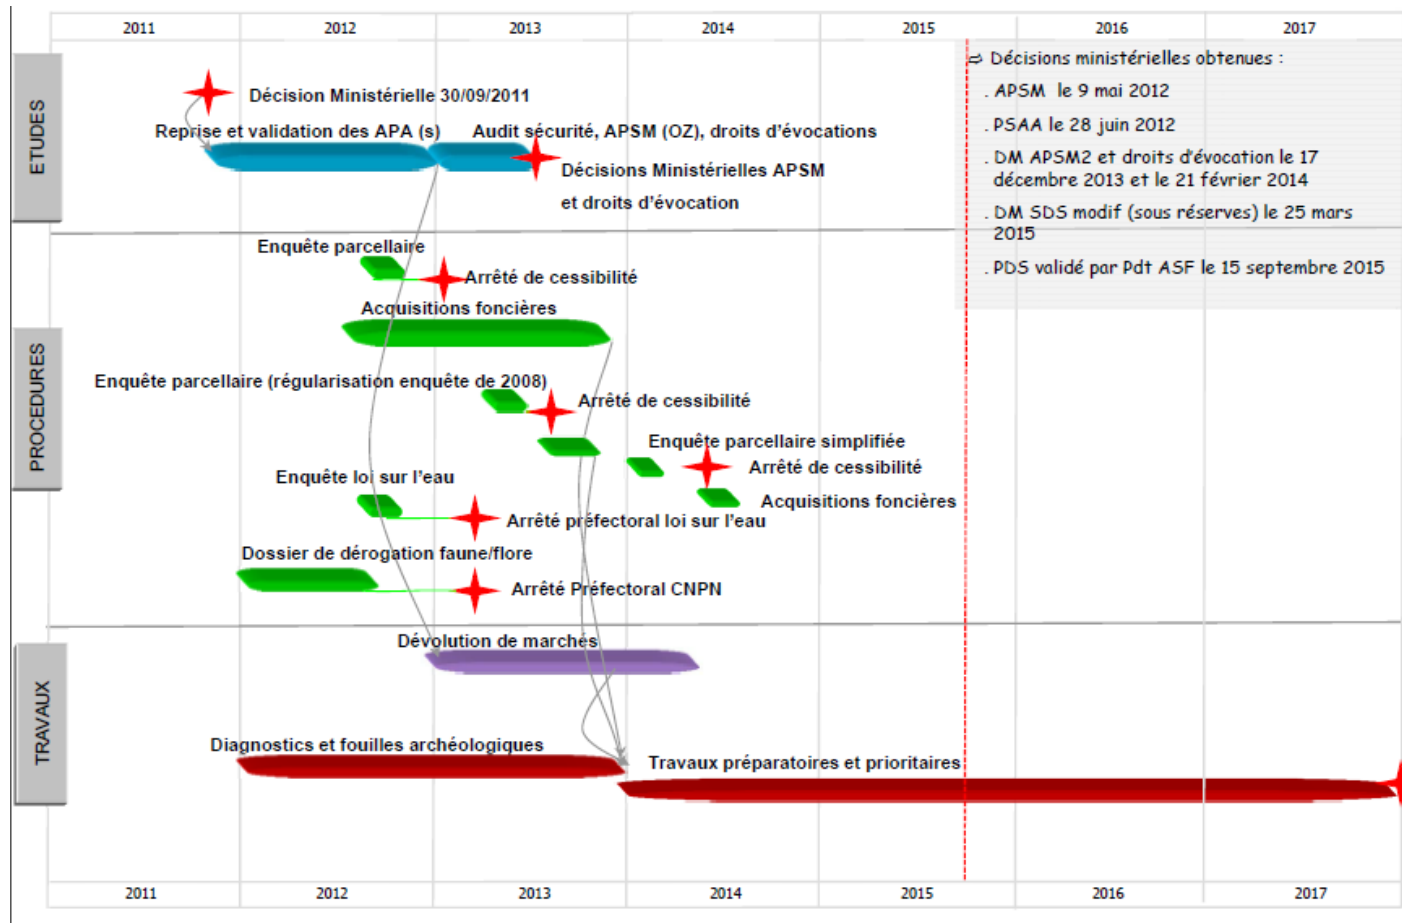 2011 2012 2013 2014 2015 2016 2017
ETUDES
Décision Ministérielle 30/09/2011
Reprise et validation des APA (s)
Audit sécurité, APSM (OZ), droits d'évocations
Décisions Ministérielles APSM
et droits d'évocation
⇨ Décisions ministérielles obtenues :
. APSM le 9 mai 2012
. PSAA le 28 juin 2012
. DM APSM2 et droits d'évocation le 17
décembre 2013 et le 21 février 2014
. DM SDS modif (sous réserves) le 25 mars
2015
. PDS validé par Pdt ASF le 15 septembre 2015
PROCEDURES
Enquête parcellaire
Arrêté de cessibilité
Acquisitions foncières
Enquête parcellaire (régularisation enquête de 2008)
Arrêté de cessibilité
Enquête parcellaire simplifiée
Arrêté de cessibilité
Acquisitions foncières
Enquête loi sur l'eau
Arrêté préfectoral loi sur l'eau
Dossier de dérogation faune/flore
Arrêté Préfectoral CNPN
TRAVAUX
Dévolution de marchés
Diagnostics et fouilles archéologiques
Travaux préparatoires et prioritaires
2011 2012 2013 2014 2015 2016 2017